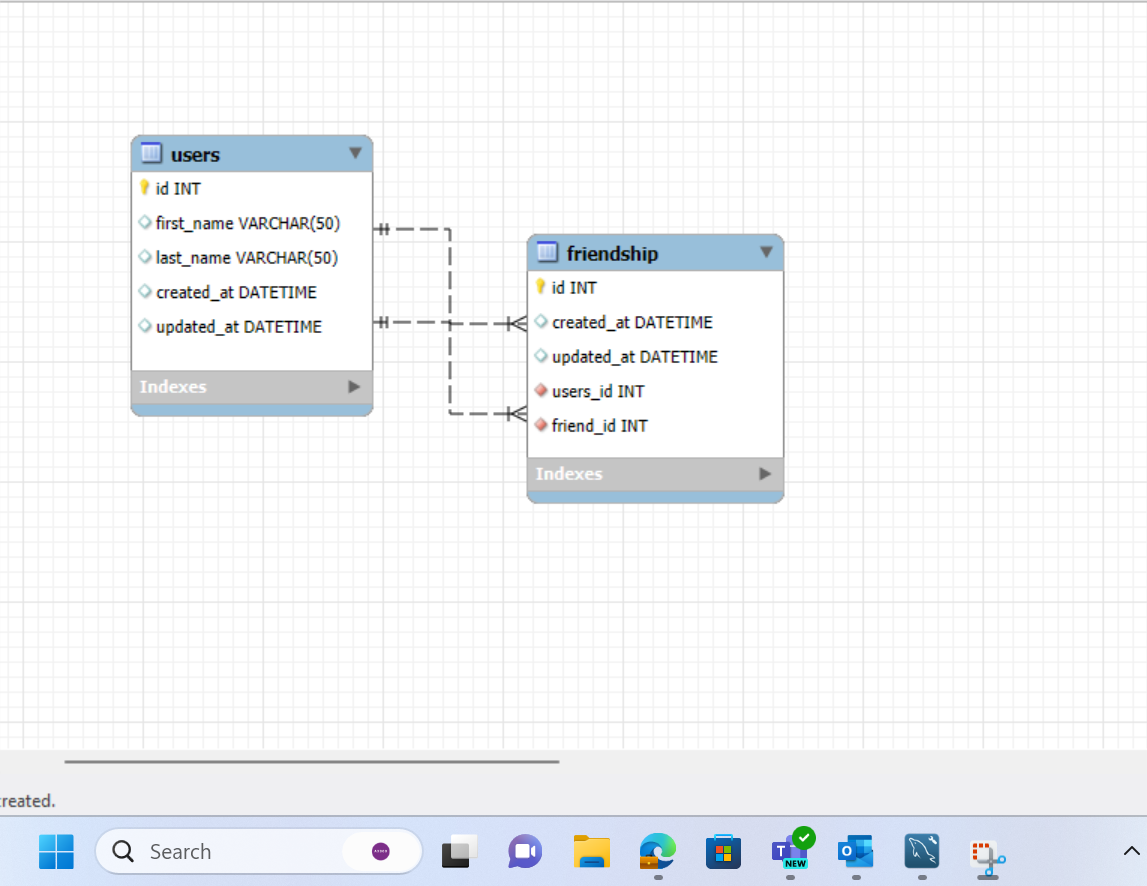 users
id INT
first_name VARCHAR(50)
last_name VARCHAR(50)
created_at DATETIME
updated_at DATETIME
Indexes
friendship
id INT
created_at DATETIME
updated_at DATETIME
users_id INT
friend_id INT
Indexes
reated.
Search
T
NEW
O